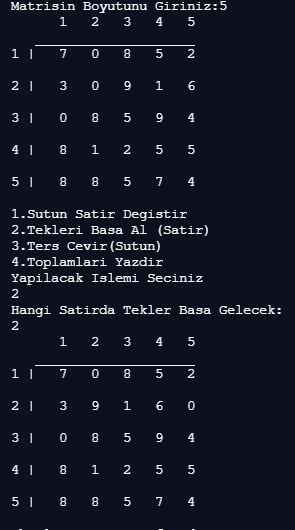 Matrisin Boyutunu Giriniz:5
1 2 3 4 5
1 | 7 0 8 5 2
2 | 3 0 9 1 6
3 | 0 8 5 9 4
4 | 8 1 2 5 5
5 | 8 8 5 7 4
1.Sutun Satir Degistir
2.Tekleri Basa Al (Satir)
3.Ters Cevir(Sutun)
4.Toplamlari Yazdir
Yapilacak Islemi Seciniz
2
Hangi Satirda Tekler Basa Gelecek:
2
1 2 3 4 5
1 | 7 0 8 5 2
2 | 3 9 1 6 0
3 | 0 8 5 9 4
4 | 8 1 2 5 5
5 | 8 8 5 7 4